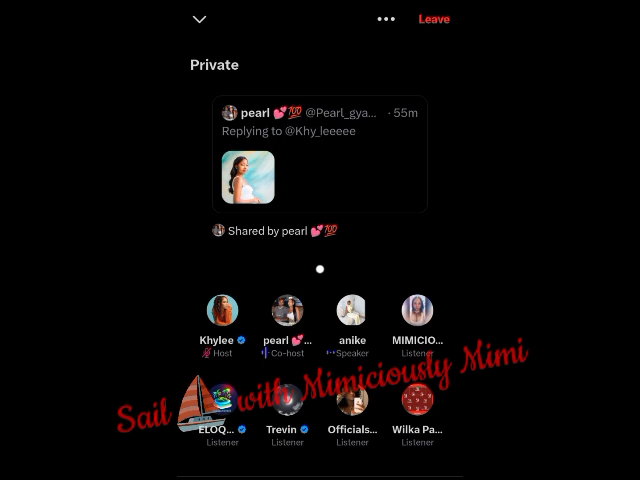 Leave
Private
pearl 💕💯 @Pearl_gya... · 55m
Replying to @Khy_leeeee
Shared by pearl 💕💯
Khylee pearl 💕... anike MIMICIO...
Host Co-host Speaker Listener
Sail with Mimiciously Mimi
ELOQ... Trevin Officials... Wilka Pa...
Listener Listener Listener Listener